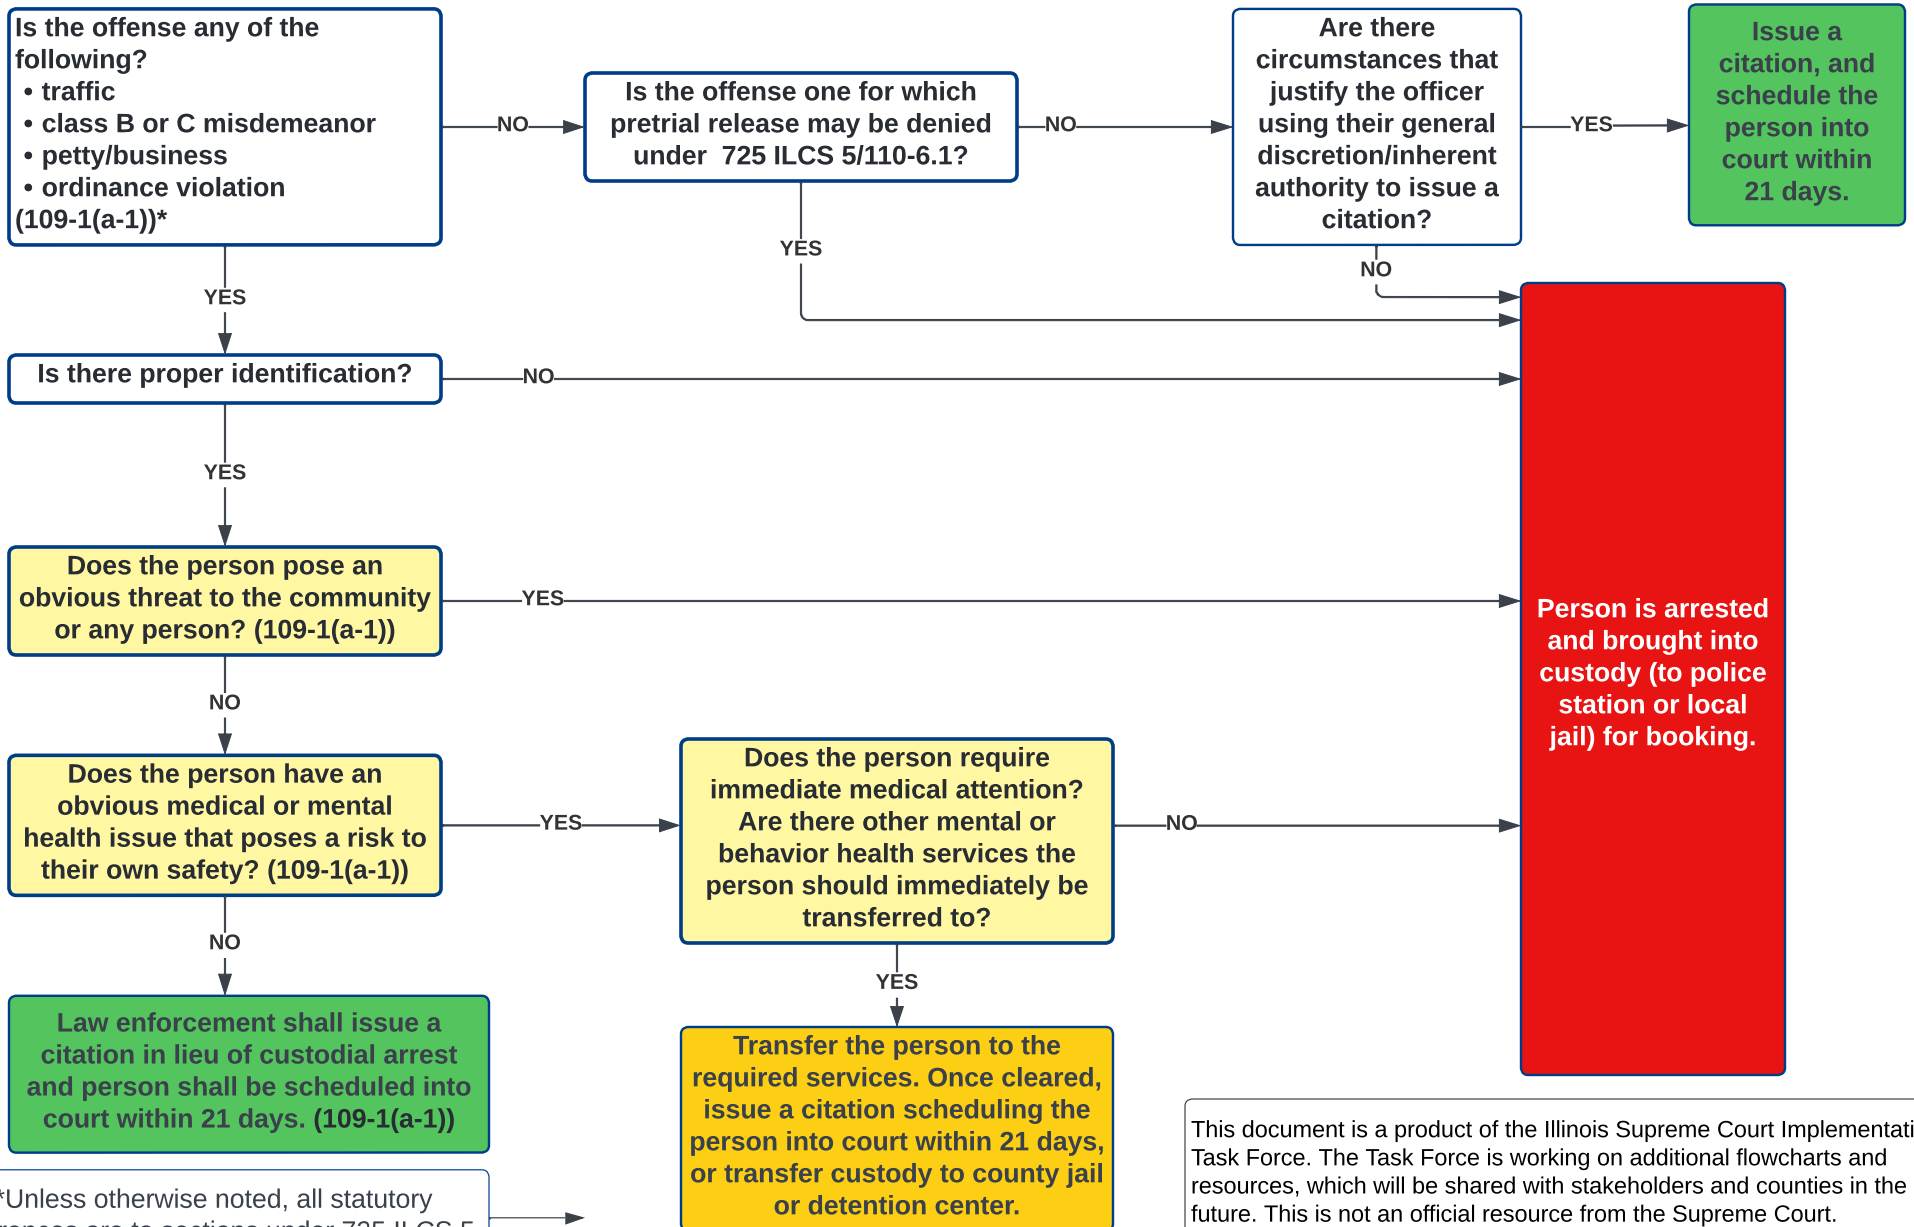 Is the offense any of the
following?
• traffic
• class B or C misdemeanor
• petty/business
• ordinance violation
(109-1(a-1))*
NO
Is the offense one for which
pretrial release may be denied
under 725 ILCS 5/110-6.1?
NO
Are there
circumstances that
justify the officer
using their general
discretion/inherent
authority to issue a
citation?
YES
Issue a
citation, and
schedule the
person into
court within
21 days.
YES
NO
YES
Is there proper identification?
NO
YES
Does the person pose an
obvious threat to the community
or any person? (109-1(a-1))
YES
Person is arrested
and brought into
custody (to police
station or local
jail) for booking.
NO
Does the person have an
obvious medical or mental
health issue that poses a risk to
their own safety? (109-1(a-1))
YES
Does the person require
immediate medical attention?
Are there other mental or
behavior health services the
person should immediately be
transferred to?
NO
NO
YES
Law enforcement shall issue a
citation in lieu of custodial arrest
and person shall be scheduled into
court within 21 days. (109-1(a-1))
Transfer the person to the
required services. Once cleared,
issue a citation scheduling the
person into court within 21 days,
or transfer custody to county jail
or detention center.
This document is a product of the Illinois Supreme Court Implementati
Task Force. The Task Force is working on additional flowcharts and
resources, which will be shared with stakeholders and counties in the
future. This is not an official resource from the Supreme Court.
*Unless otherwise noted, all statutory
are to sections under 725 ILCS 5